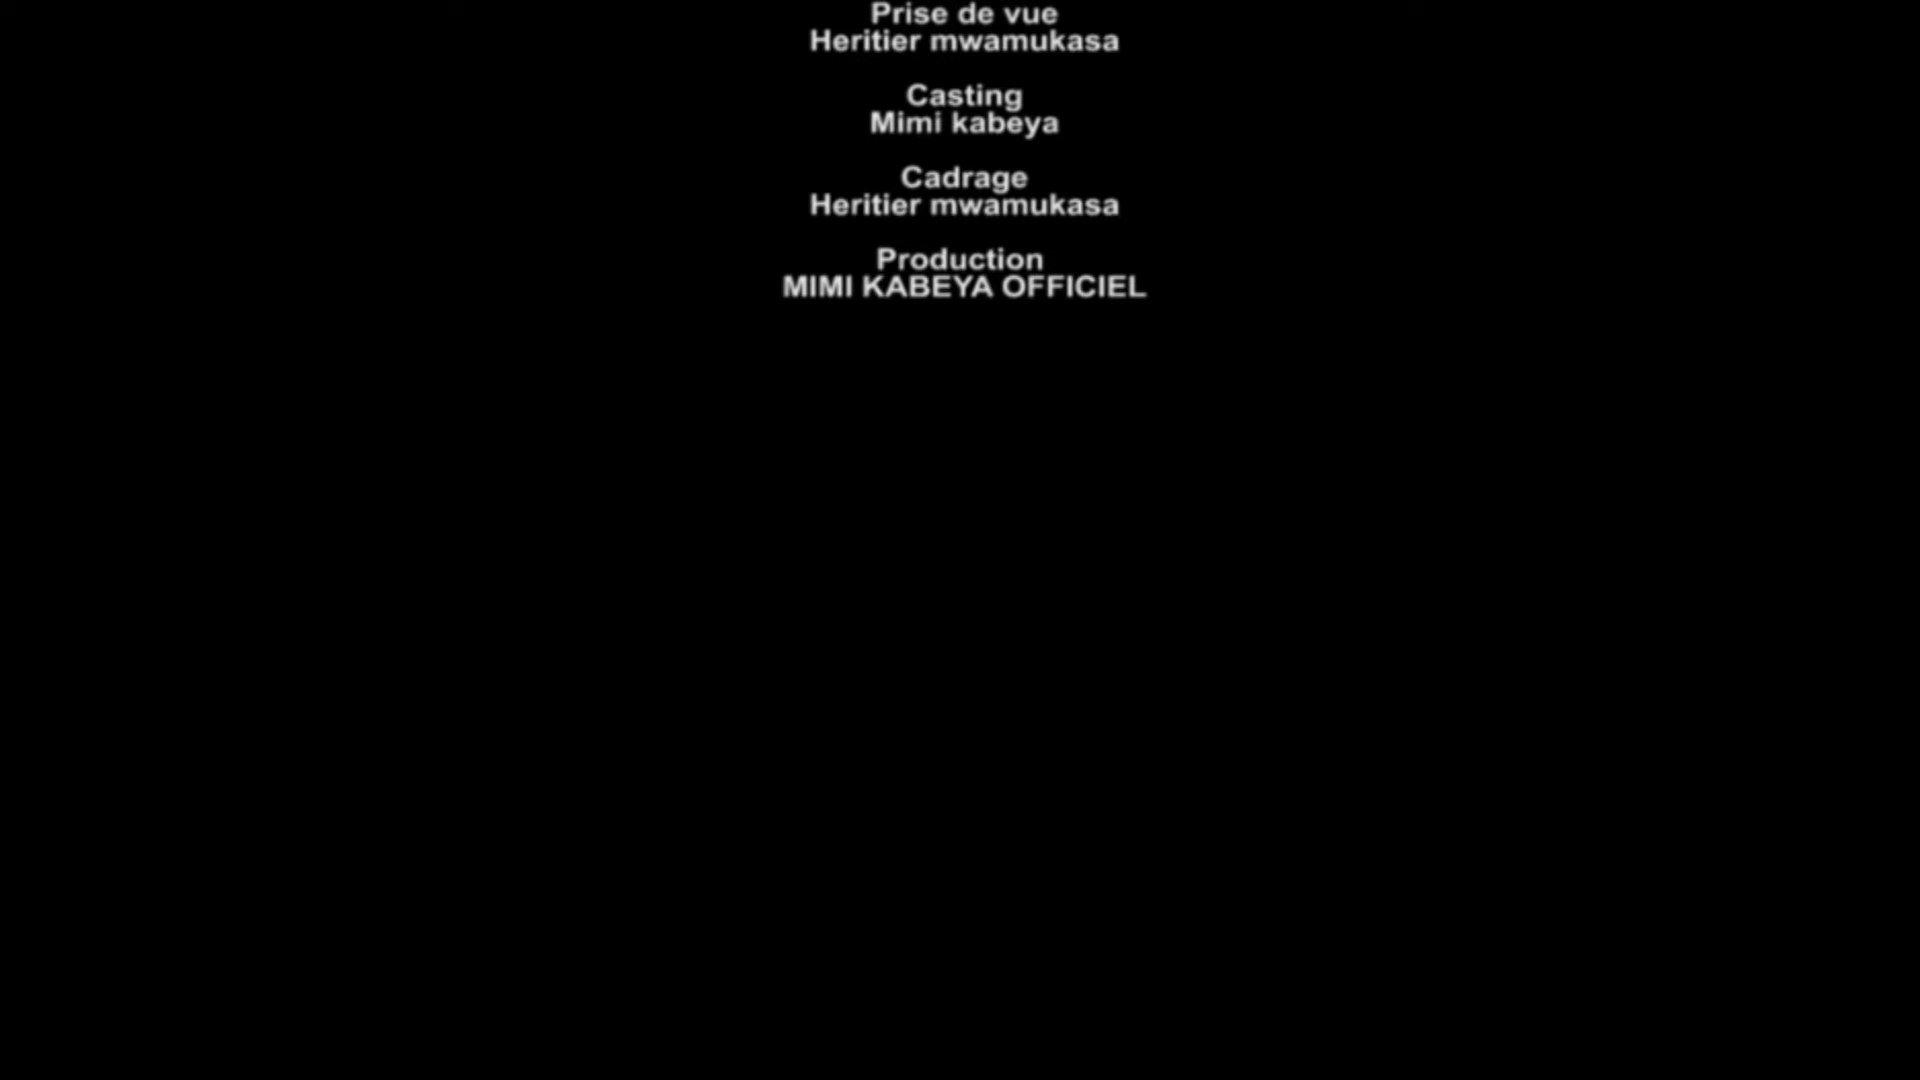 Prise de vue
Heritier mwamukasa
Casting
Mimi kabeya
Cadrage
Heritier mwamukasa
Production
MIMI KABEYA OFFICIEL